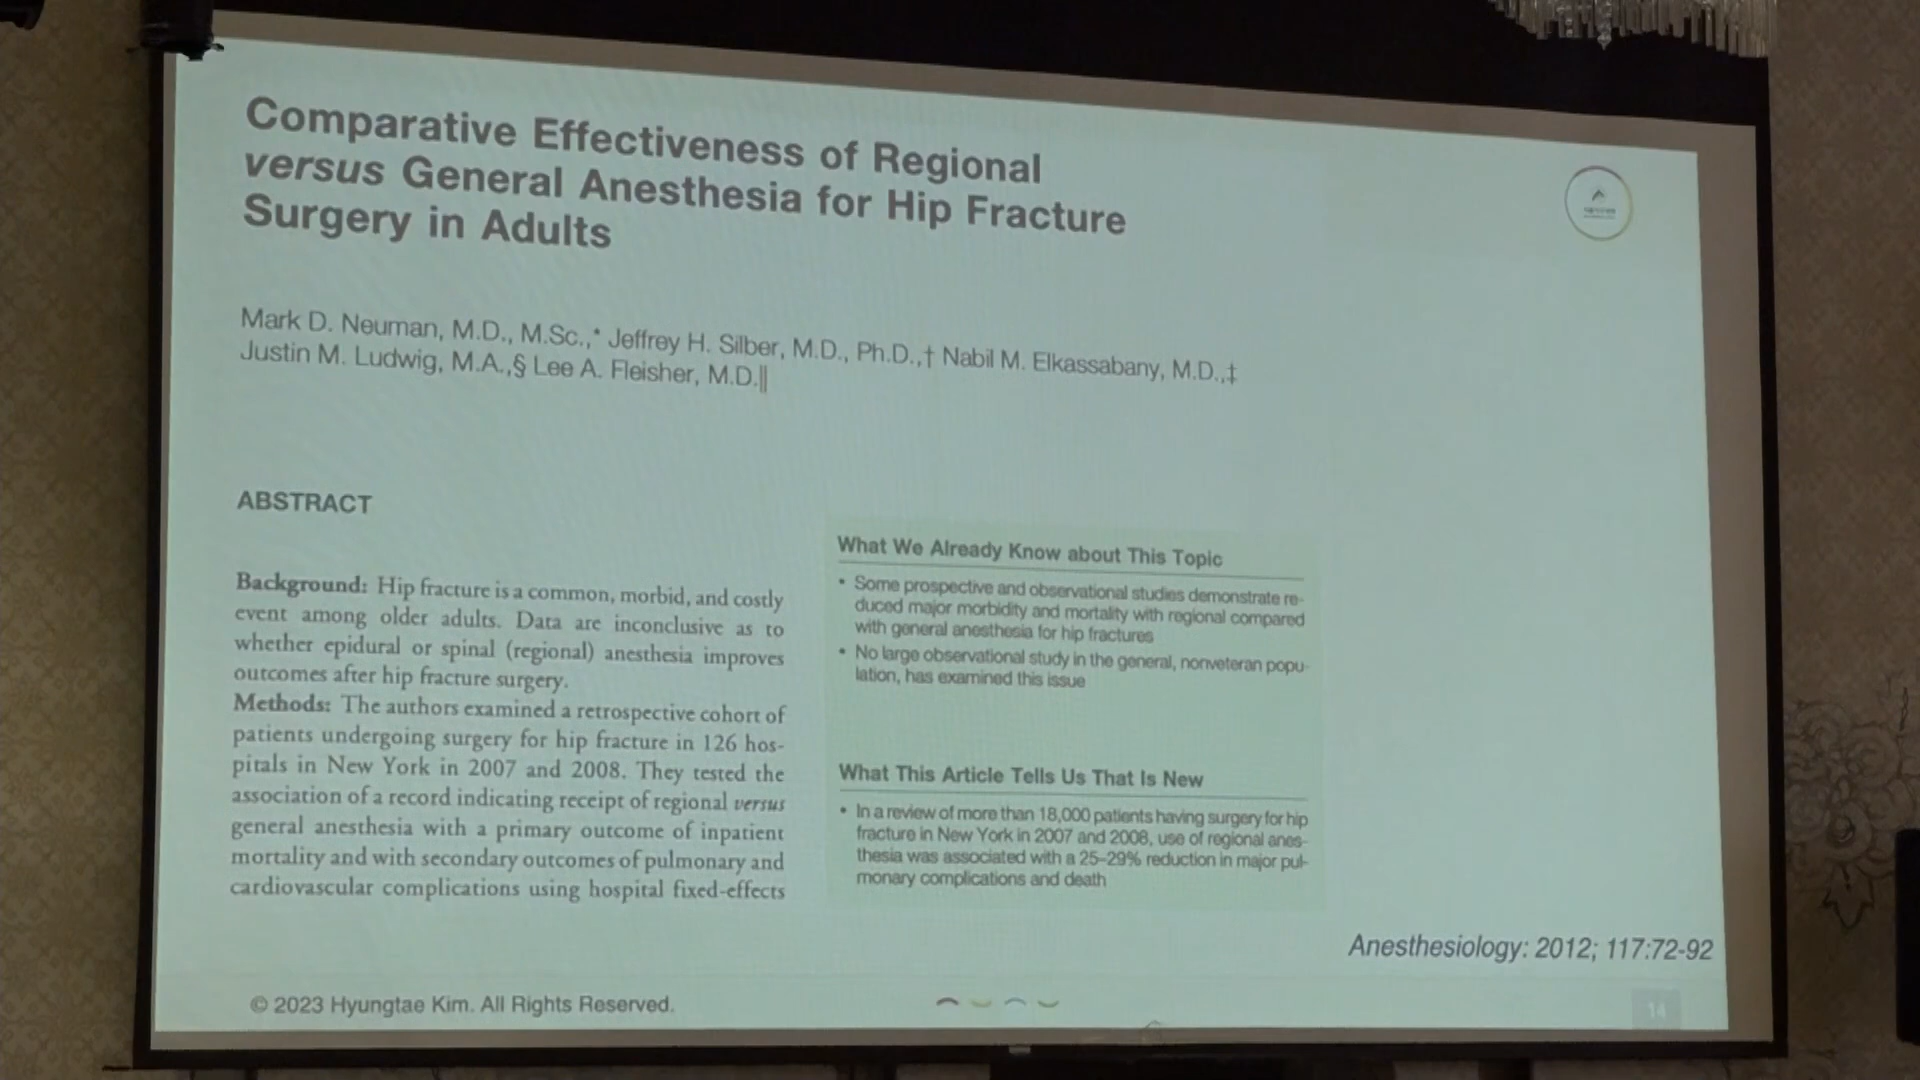 Comparative Effectiveness of Regional
versus General Anesthesia for Hip Fracture
Surgery in Adults
Mark D. Neuman, M.D., M.Sc.,* Jeffrey H. Silber, M.D., Ph.D.,† Nabil M. Elkassabany, M.D.,‡
Justin M. Ludwig, M.A.,§ Lee A. Fleisher, M.D.||
ABSTRACT
Background: Hip fracture is a common, morbid, and costly
event among older adults. Data are inconclusive as to
whether epidural or spinal (regional) anesthesia improves
outcomes after hip fracture surgery.
Methods: The authors examined a retrospective cohort of
patients undergoing surgery for hip fracture in 126 hos-
pitals in New York in 2007 and 2008. They tested the
association of a record indicating receipt of regional versus
general anesthesia with a primary outcome of inpatient
mortality and with secondary outcomes of pulmonary and
cardiovascular complications using hospital fixed-effects
What We Already Know about This Topic
• Some prospective and observational studies demonstrate re-
duced major morbidity and mortality with regional compared
with general anesthesia for hip fractures
• No large observational study in the general, nonveteran popu-
lation, has examined this issue
What This Article Tells Us That Is New
• In a review of more than 18,000 patients having surgery for hip
fracture in New York in 2007 and 2008, use of regional anes-
thesia was associated with a 25–29% reduction in major pul-
monary complications and death
Anesthesiology: 2012; 117:72-92
© 2023 Hyungtae Kim. All Rights Reserved.
14